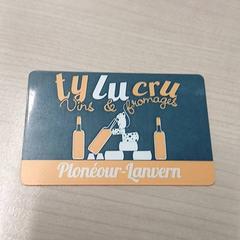 ty lu cru
Vins & fromages
Plonéour-Lanvern